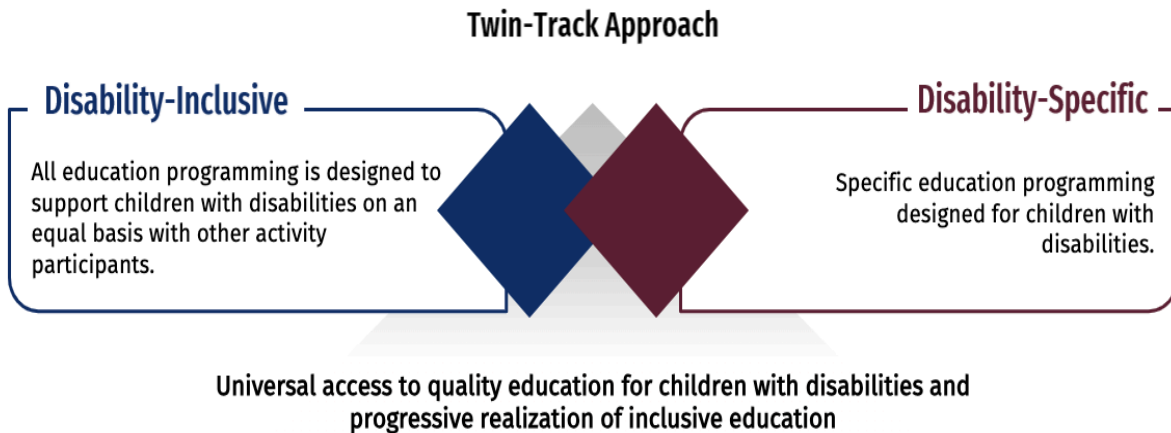 Twin-Track Approach
Disability-Inclusive
All education programming is designed to
support children with disabilities on an
equal basis with other activity
participants.
Disability-Specific
Specific education programming
designed for children with
disabilities.
Universal access to quality education for children with disabilities and
progressive realization of inclusive education